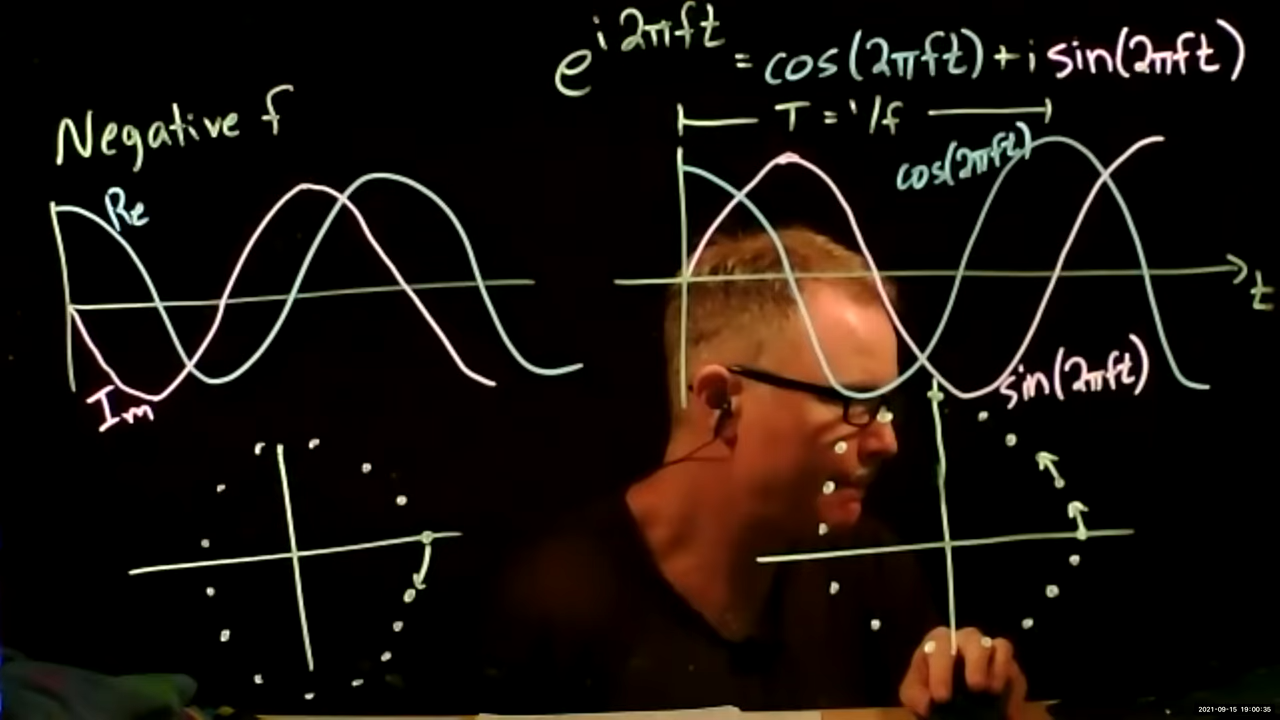 e^{i2πft} = cos(2πft) + i sin(2πft)
Negative f
T = 1/f
cos(2πft)
Re
t
sin(2πft)
Im
2021-09-15 19:00:35